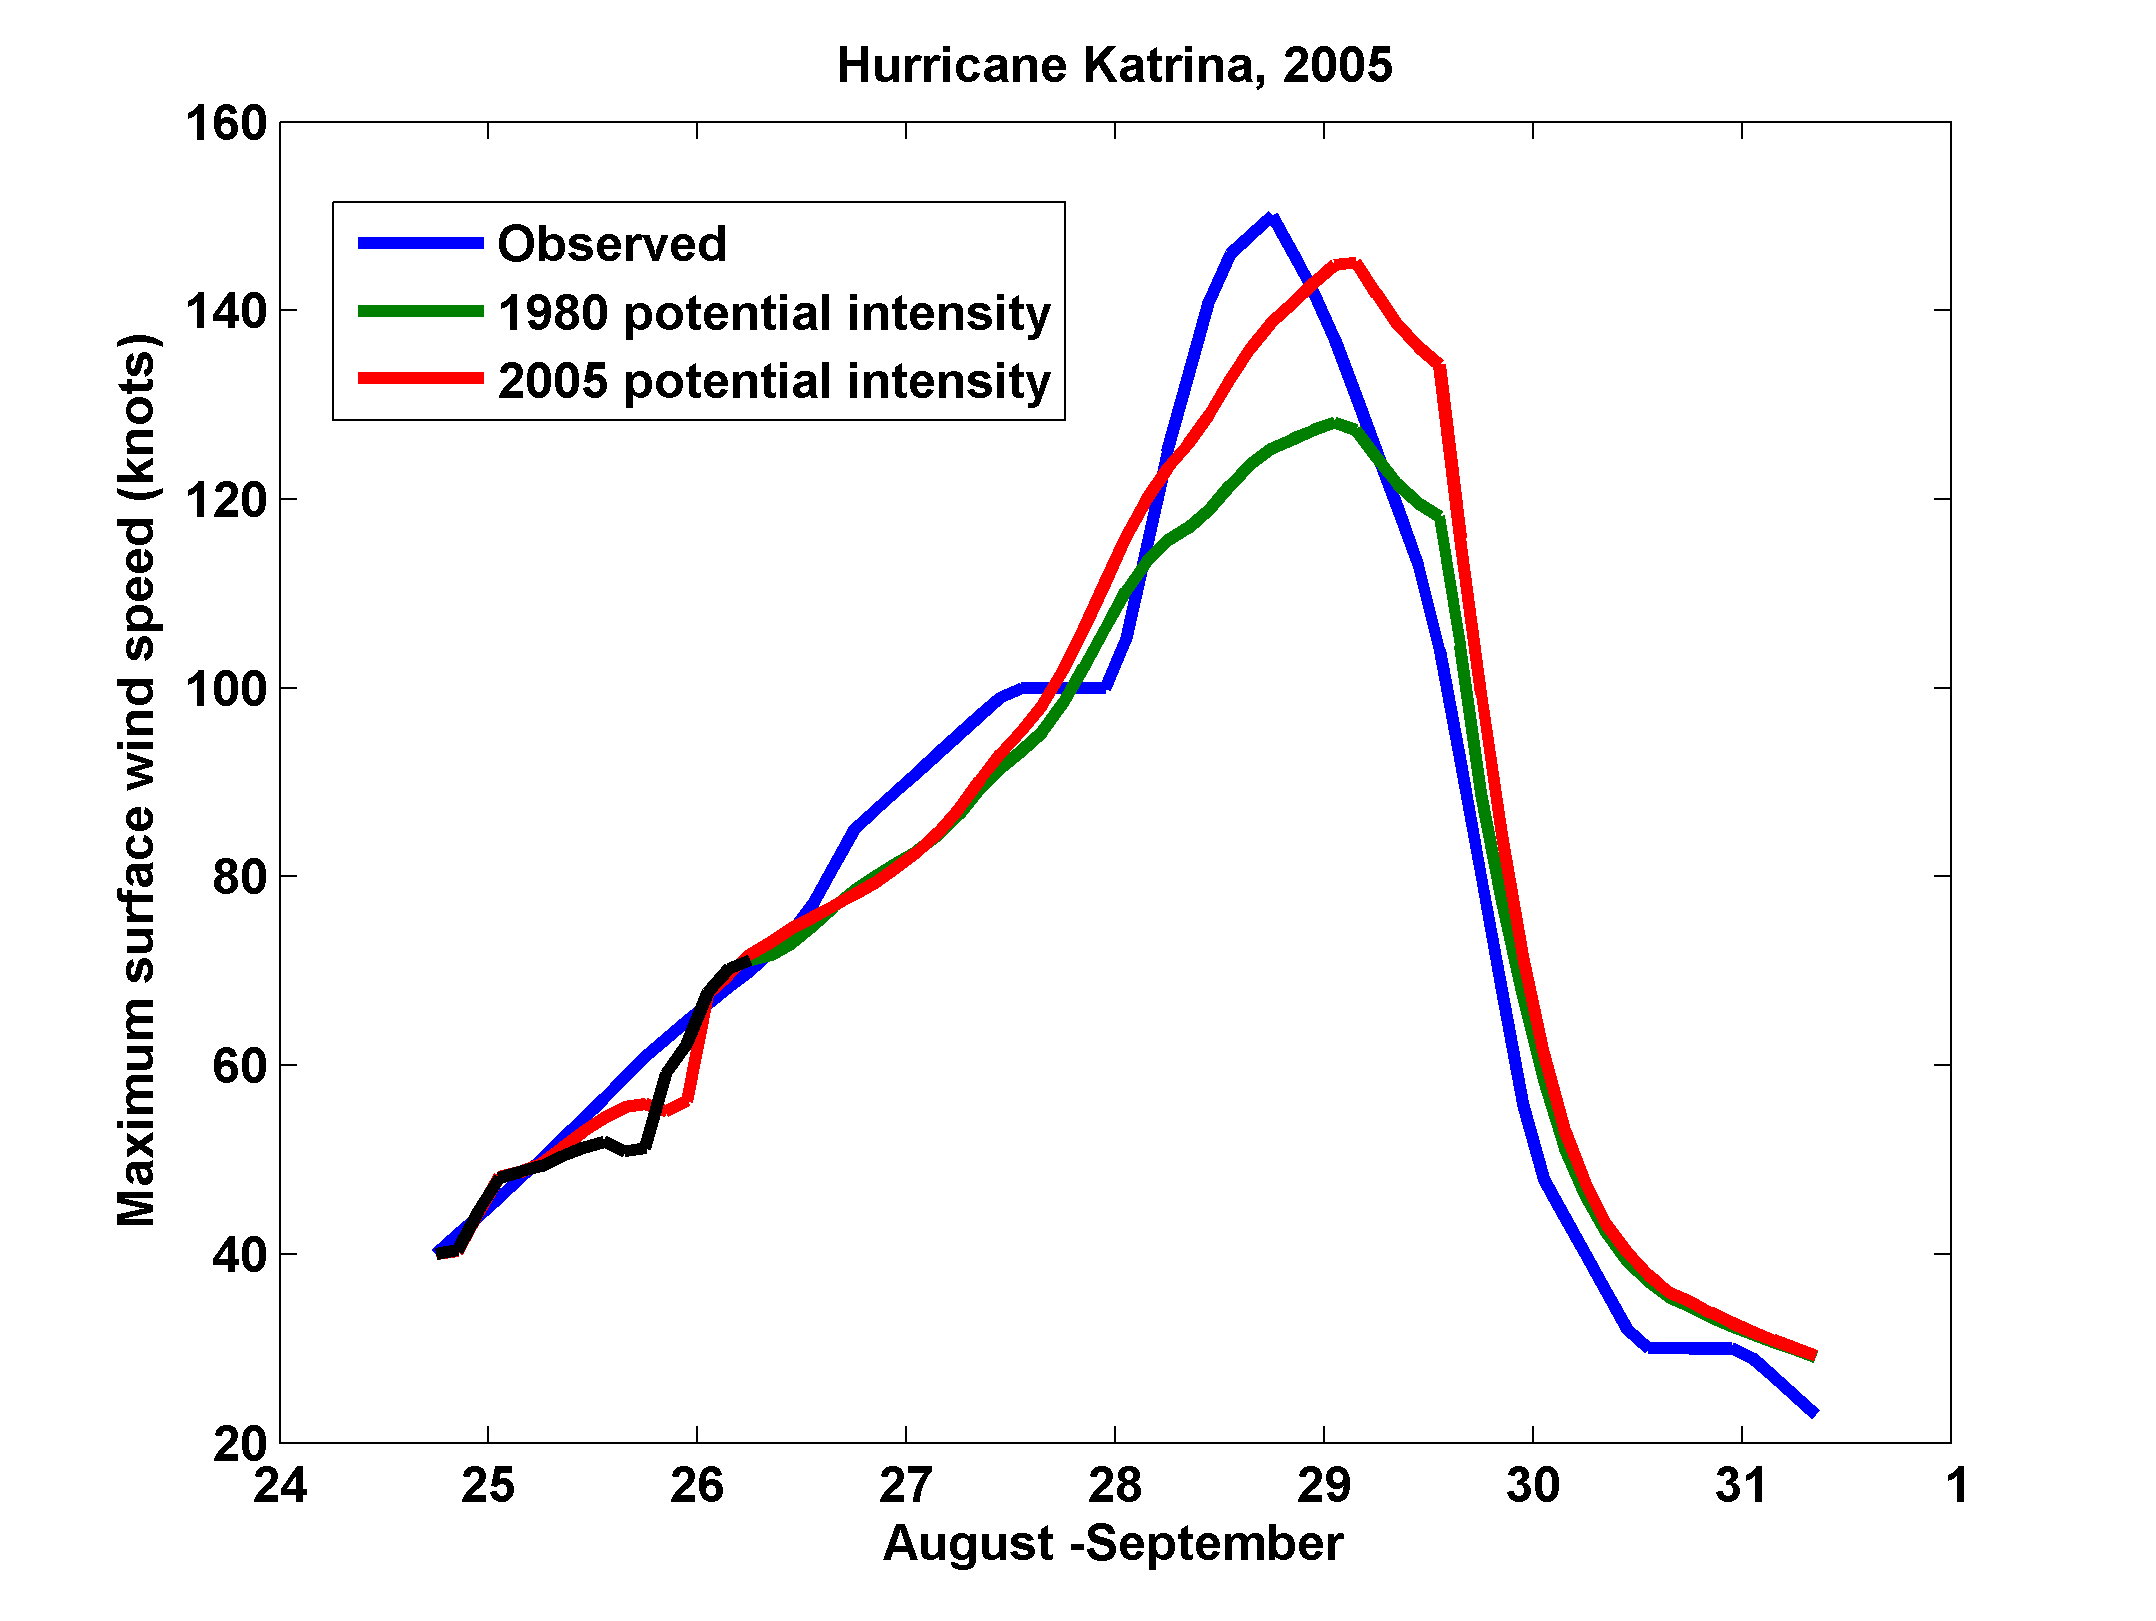 Hurricane Katrina, 2005
160
140
120
100
80
60
40
20
Maximum surface wind speed (knots)
Observed
1980 potential intensity
2005 potential intensity
24 25 26 27 28 29 30 31 1
August -September